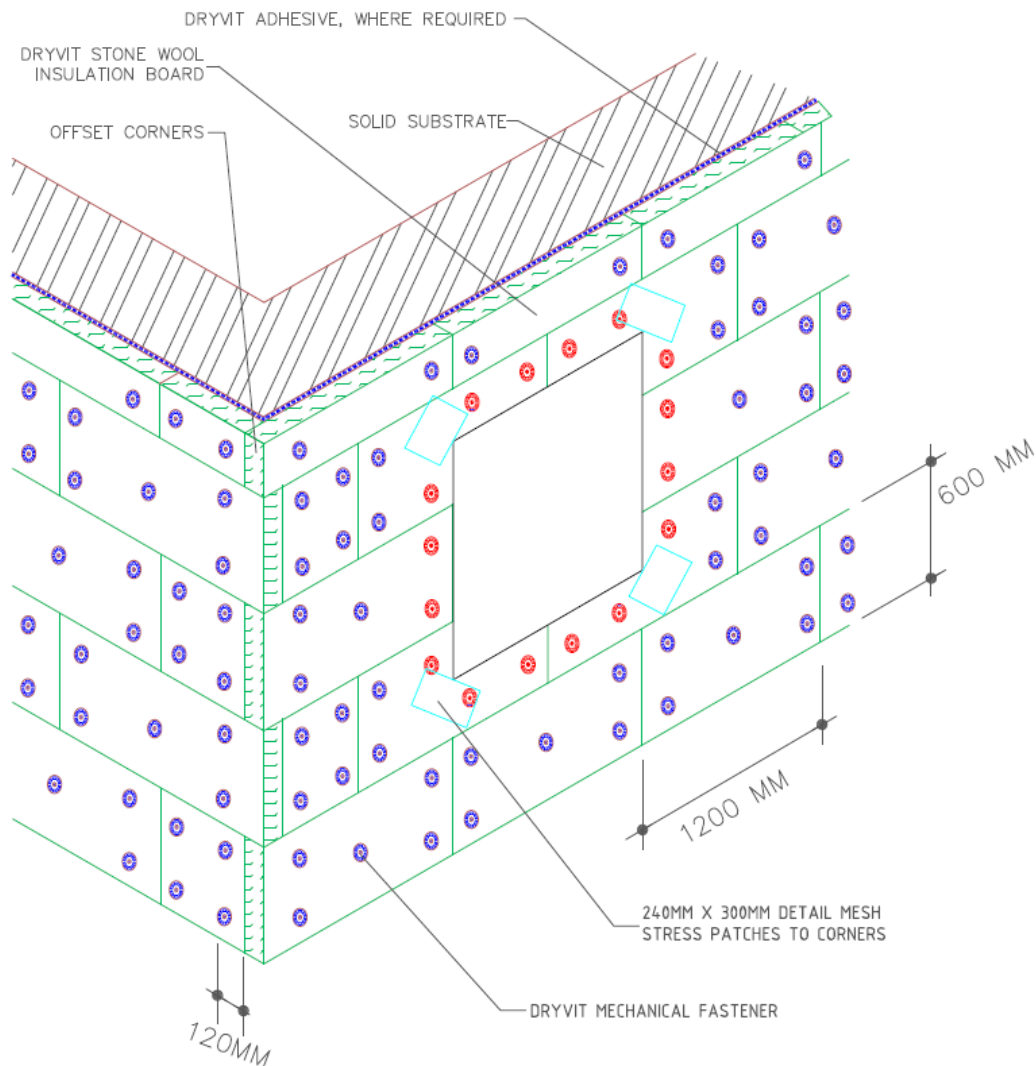 DRYVIT ADHESIVE, WHERE REQUIRED
DRYVIT STONE WOOL
INSULATION BOARD
OFFSET CORNERS
SOLID SUBSTRATE
600 MM
1200 MM
240MM X 300MM DETAIL MESH
STRESS PATCHES TO CORNERS
DRYVIT MECHANICAL FASTENER
120MM